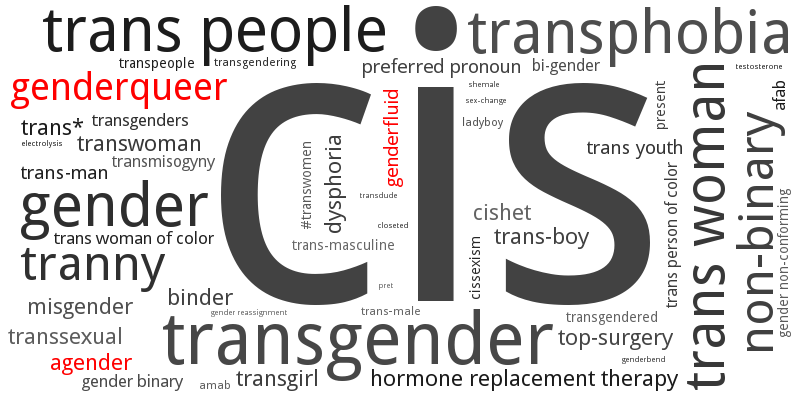 trans people
transphobia
transpeople
transgendering
preferred pronoun
bi-gender
testosterone
genderqueer
shemale
sex-change
present
afab
trans*
transgenders
ladyboy
electrolysis
transwoman
transmisogyny
trans youth
trans-man
cis
#transwomen
dysphoria
genderfluid
transdude
closeted
gender
cishet
trans woman of color
trans-masculine
trans-boy
cissexism
trans person of color
trans woman
non-binary
gender non-conforming
tranny
pret
misgender
binder
gender reassignment
trans-male
transgendered
transsexual
transgender
top-surgery
agender
genderbend
gender binary
amab
transgirl
hormone replacement therapy